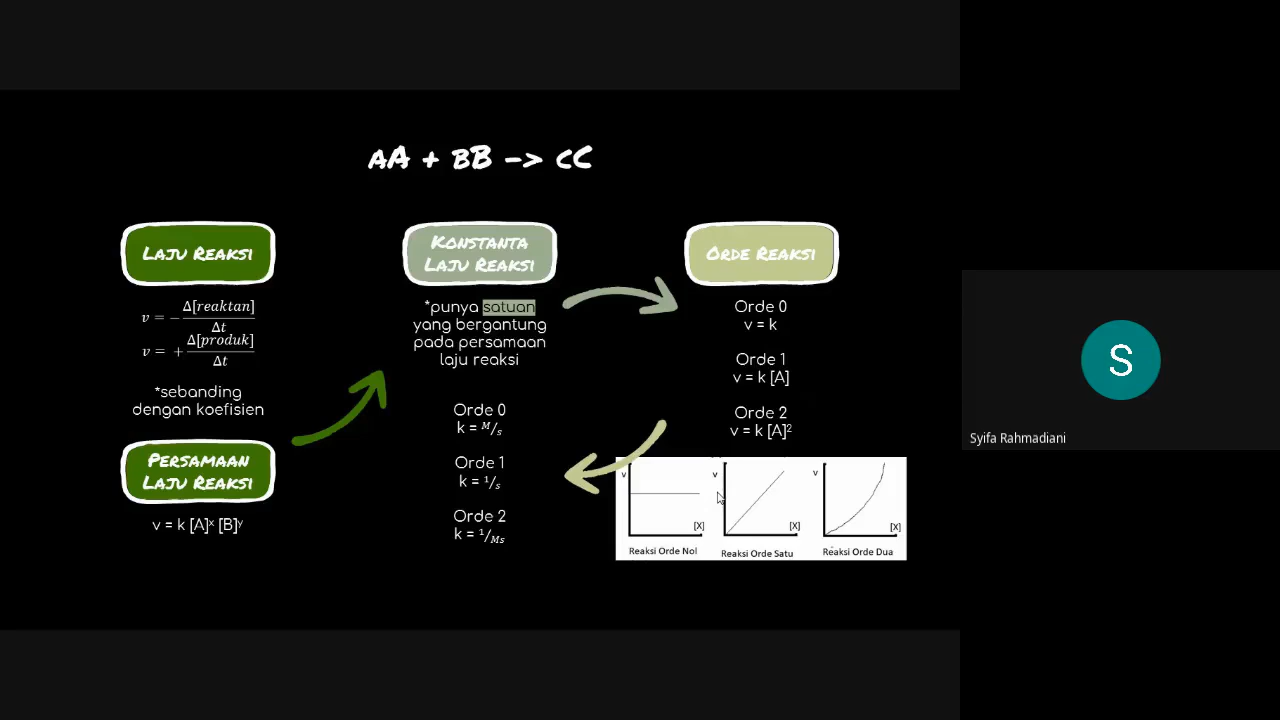 aA + bB -> cC
Laju Reaksi
v = − Δ[reaktan] / Δt
v = + Δ[produk] / Δt
*sebanding
dengan koefisien
Persamaan
Laju Reaksi
v = k [A]ˣ [B]ʸ
Konstanta
Laju Reaksi
*punya satuan
yang bergantung
pada persamaan
laju reaksi
Orde 0
k = M/s
Orde 1
k = 1/s
Orde 2
k = 1/Ms
Orde Reaksi
Orde 0
v = k
Orde 1
v = k [A]
Orde 2
v = k [A]²
v
[X]
Reaksi Orde Nol
v
[X]
Reaksi Orde Satu
v
[X]
Reaksi Orde Dua
S
Syifa Rahmadiani